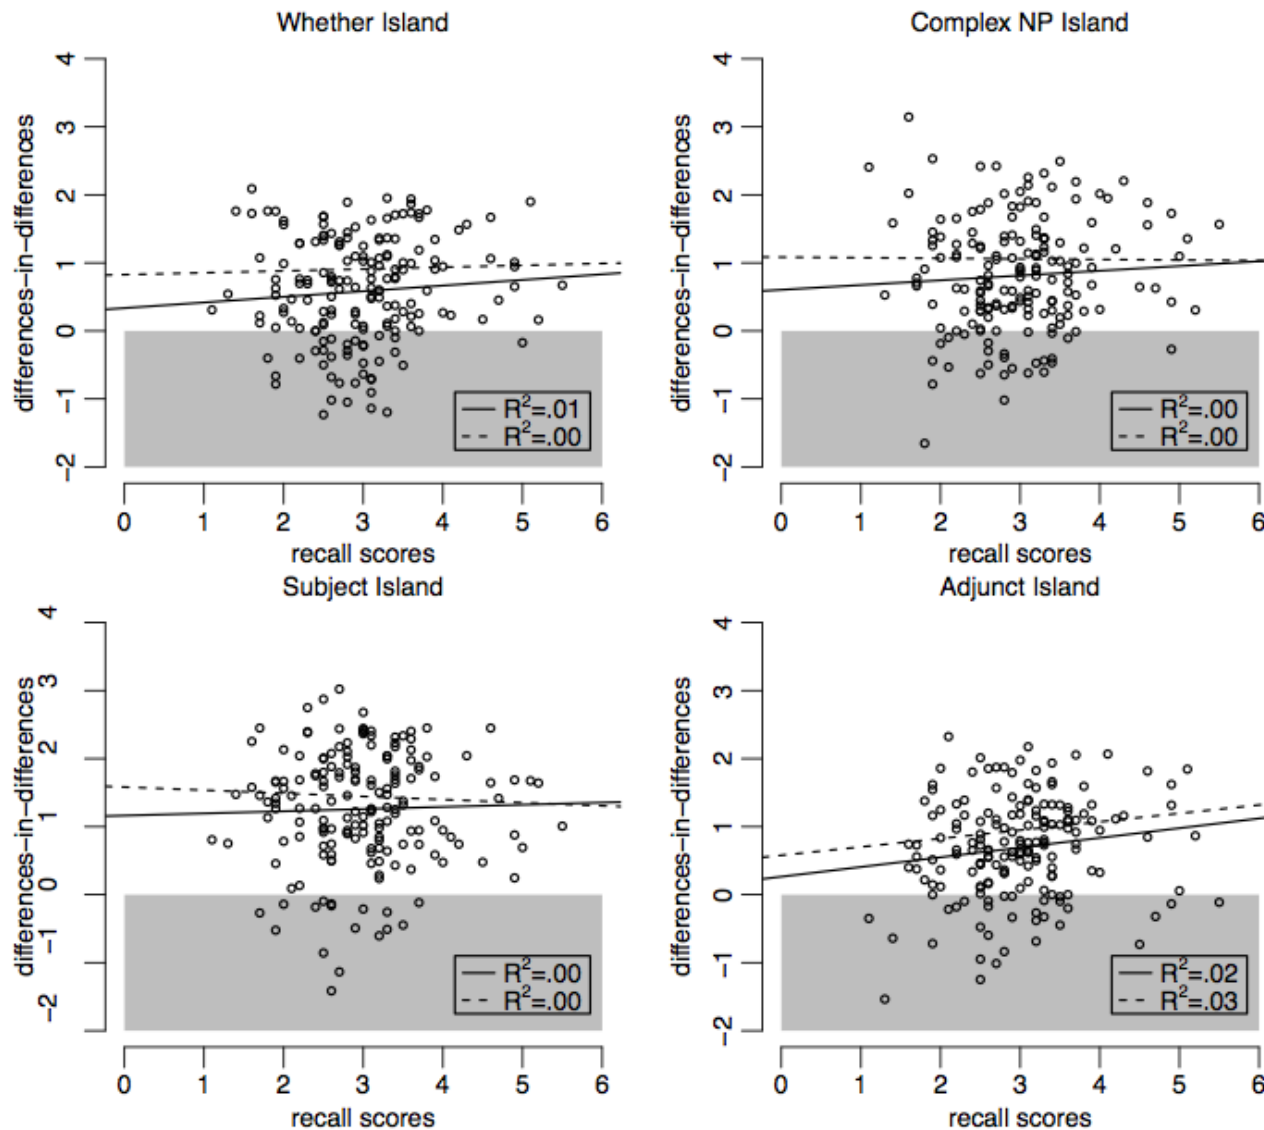 Whether Island
differences-in-differences
4
3
2
1
0
-1
-2
R²=.01
R²=.00
0 1 2 3 4 5 6
recall scores
Complex NP Island
differences-in-differences
4
3
2
1
0
-1
-2
R²=.00
R²=.00
0 1 2 3 4 5 6
recall scores
Subject Island
differences-in-differences
4
3
2
1
0
-1
-2
R²=.00
R²=.00
0 1 2 3 4 5 6
recall scores
Adjunct Island
differences-in-differences
4
3
2
1
0
-1
-2
R²=.02
R²=.03
0 1 2 3 4 5 6
recall scores